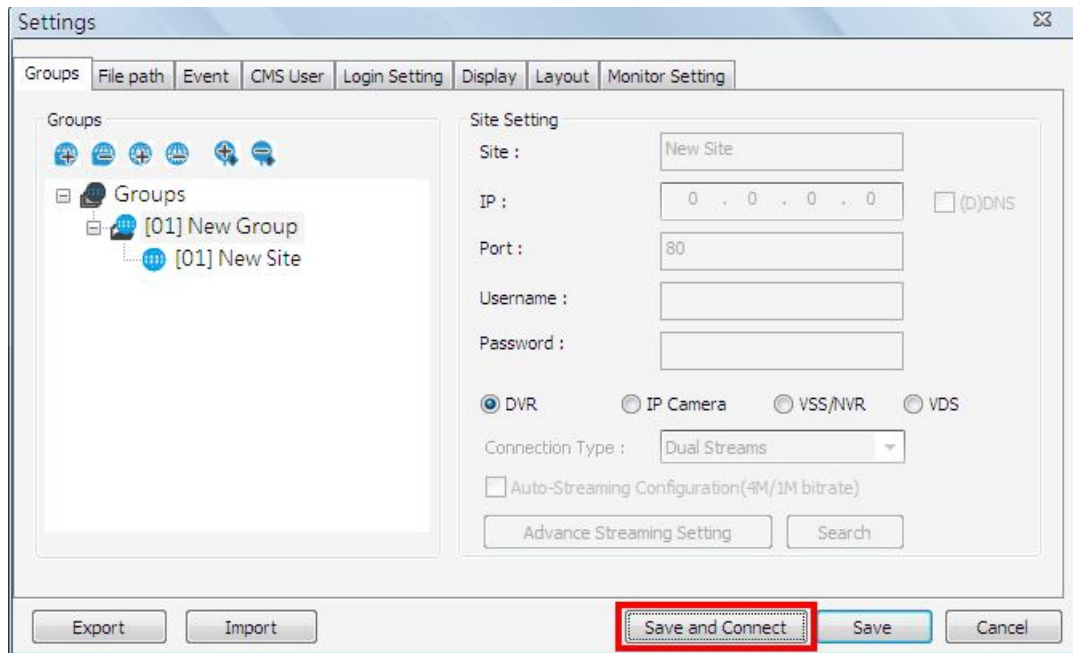 Settings
Groups File path Event CMS User Login Setting Display Layout Monitor Setting
Groups
Groups
[01] New Group
[01] New Site
Site Setting
Site : New Site
IP : 0 . 0 . 0 . 0 (D)DNS
Port : 80
Username :
Password :
DVR IP Camera VSS/NVR VDS
Connection Type : Dual Streams
Auto-Streaming Configuration(4M/1M bitrate)
Advance Streaming Setting Search
Export Import Save and Connect Save Cancel